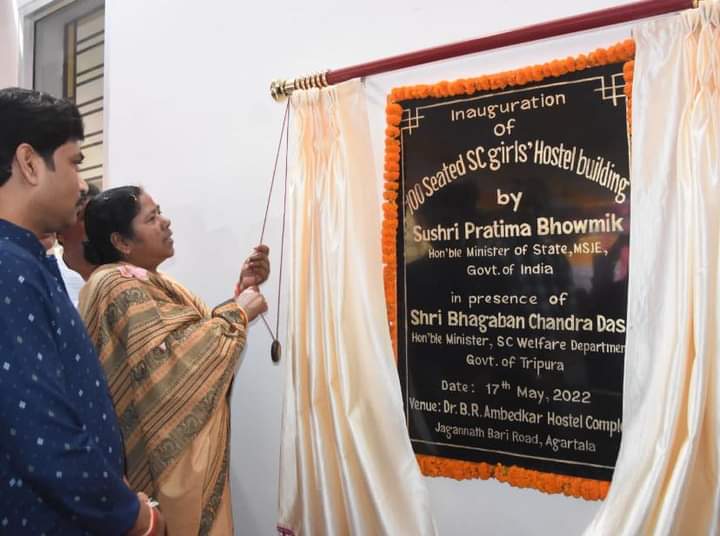 Inauguration
of
100 Seated SC girls' Hostel building
by
Sushri Pratima Bhowmik
Hon'ble Minister of State, MSJE,
Govt. of India
in presence of
Shri Bhagaban Chandra Das
Hon'ble Minister, SC Welfare Department
Govt. of Tripura
Date: 17th May, 2022
Venue: Dr. B.R. Ambedkar Hostel Comple
Jagannath Bari Road, Agartala